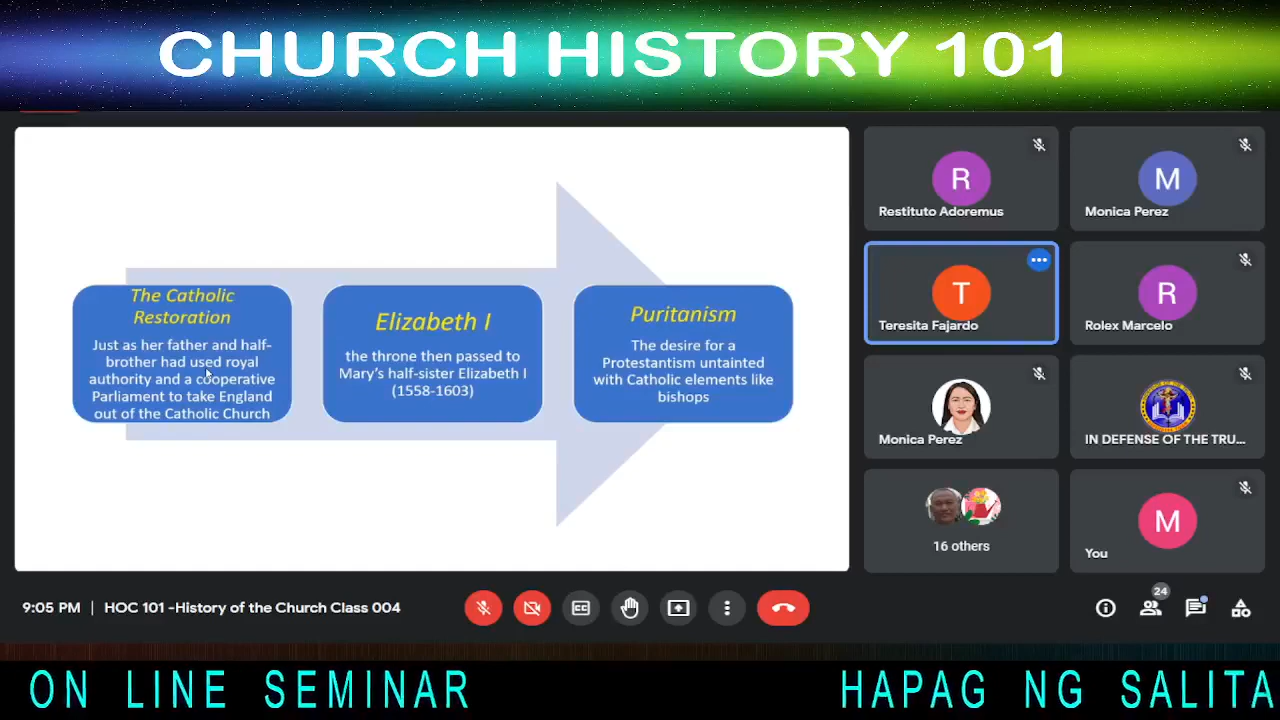 CHURCH HISTORY 101
The Catholic
Restoration
Just as her father and half-
brother had used royal
authority and a cooperative
Parliament to take England
out of the Catholic Church
Elizabeth I
the throne then passed to
Mary's half-sister Elizabeth I
(1558-1603)
Puritanism
The desire for a
Protestantism untainted
with Catholic elements like
bishops
R
Restituto Adoremus
M
Monica Perez
T
Teresita Fajardo
R
Rolex Marcelo
Monica Perez
IN DEFENSE OF THE TRU...
16 others
M
You
9:05 PM | HOC 101 -History of the Church Class 004
CC
24
ON LINE SEMINAR
HAPAG NG SALITA